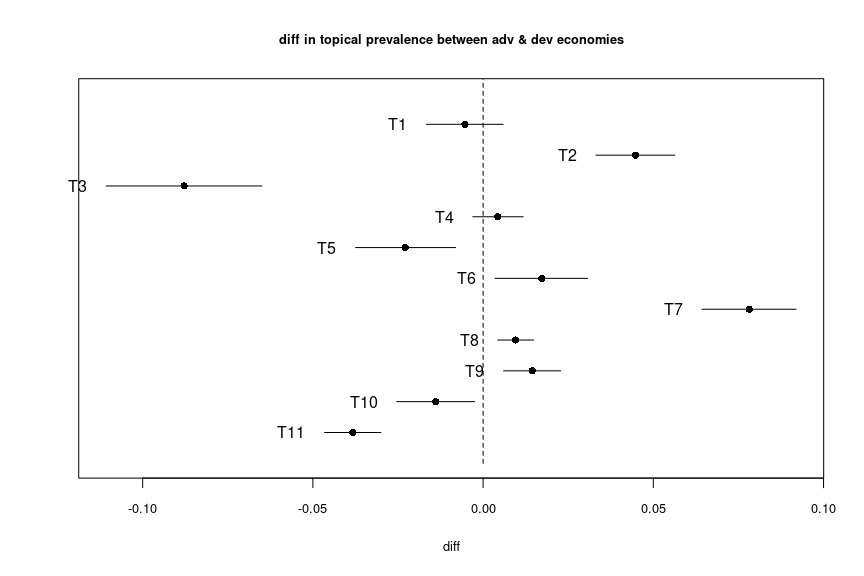 diff in topical prevalence between adv & dev economies
T1
T2
T3
T4
T5
T6
T7
T8
T9
T10
T11
-0.10 -0.05 0.00 0.05 0.10
diff